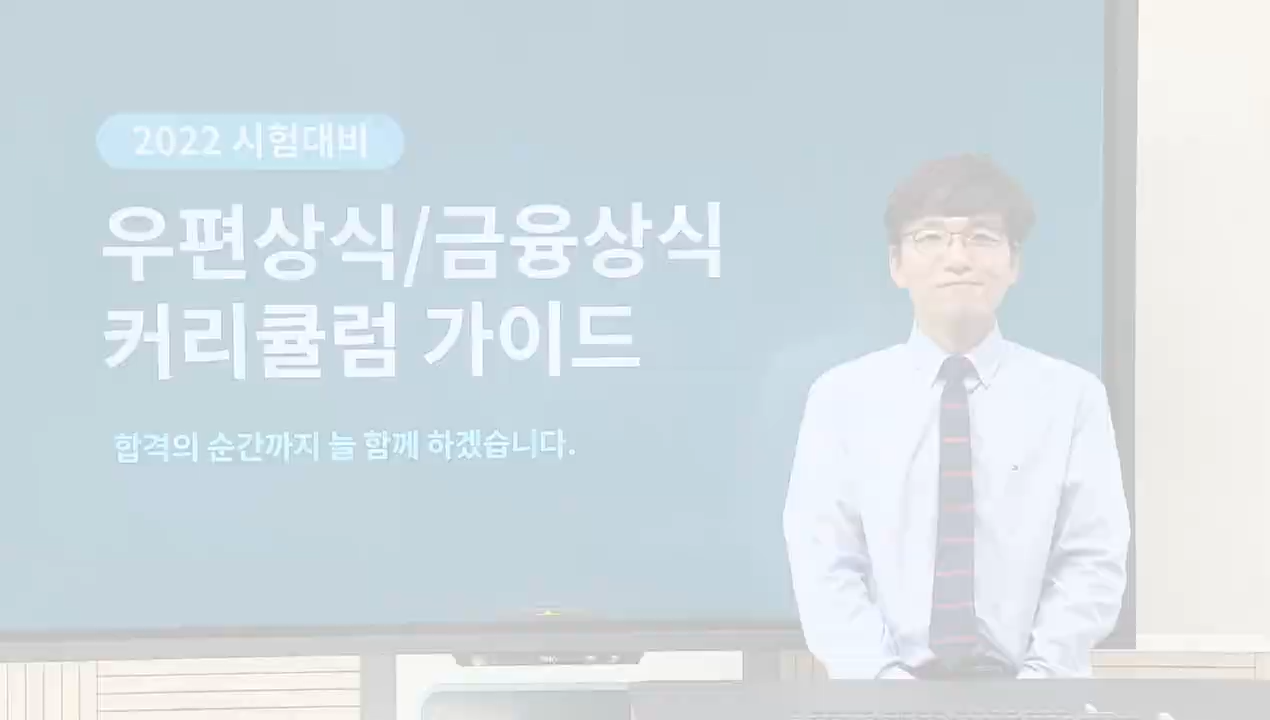 2022 시험대비
우편상식/금융상식
커리큘럼 가이드
합격의 순간까지 늘 함께 하겠습니다.